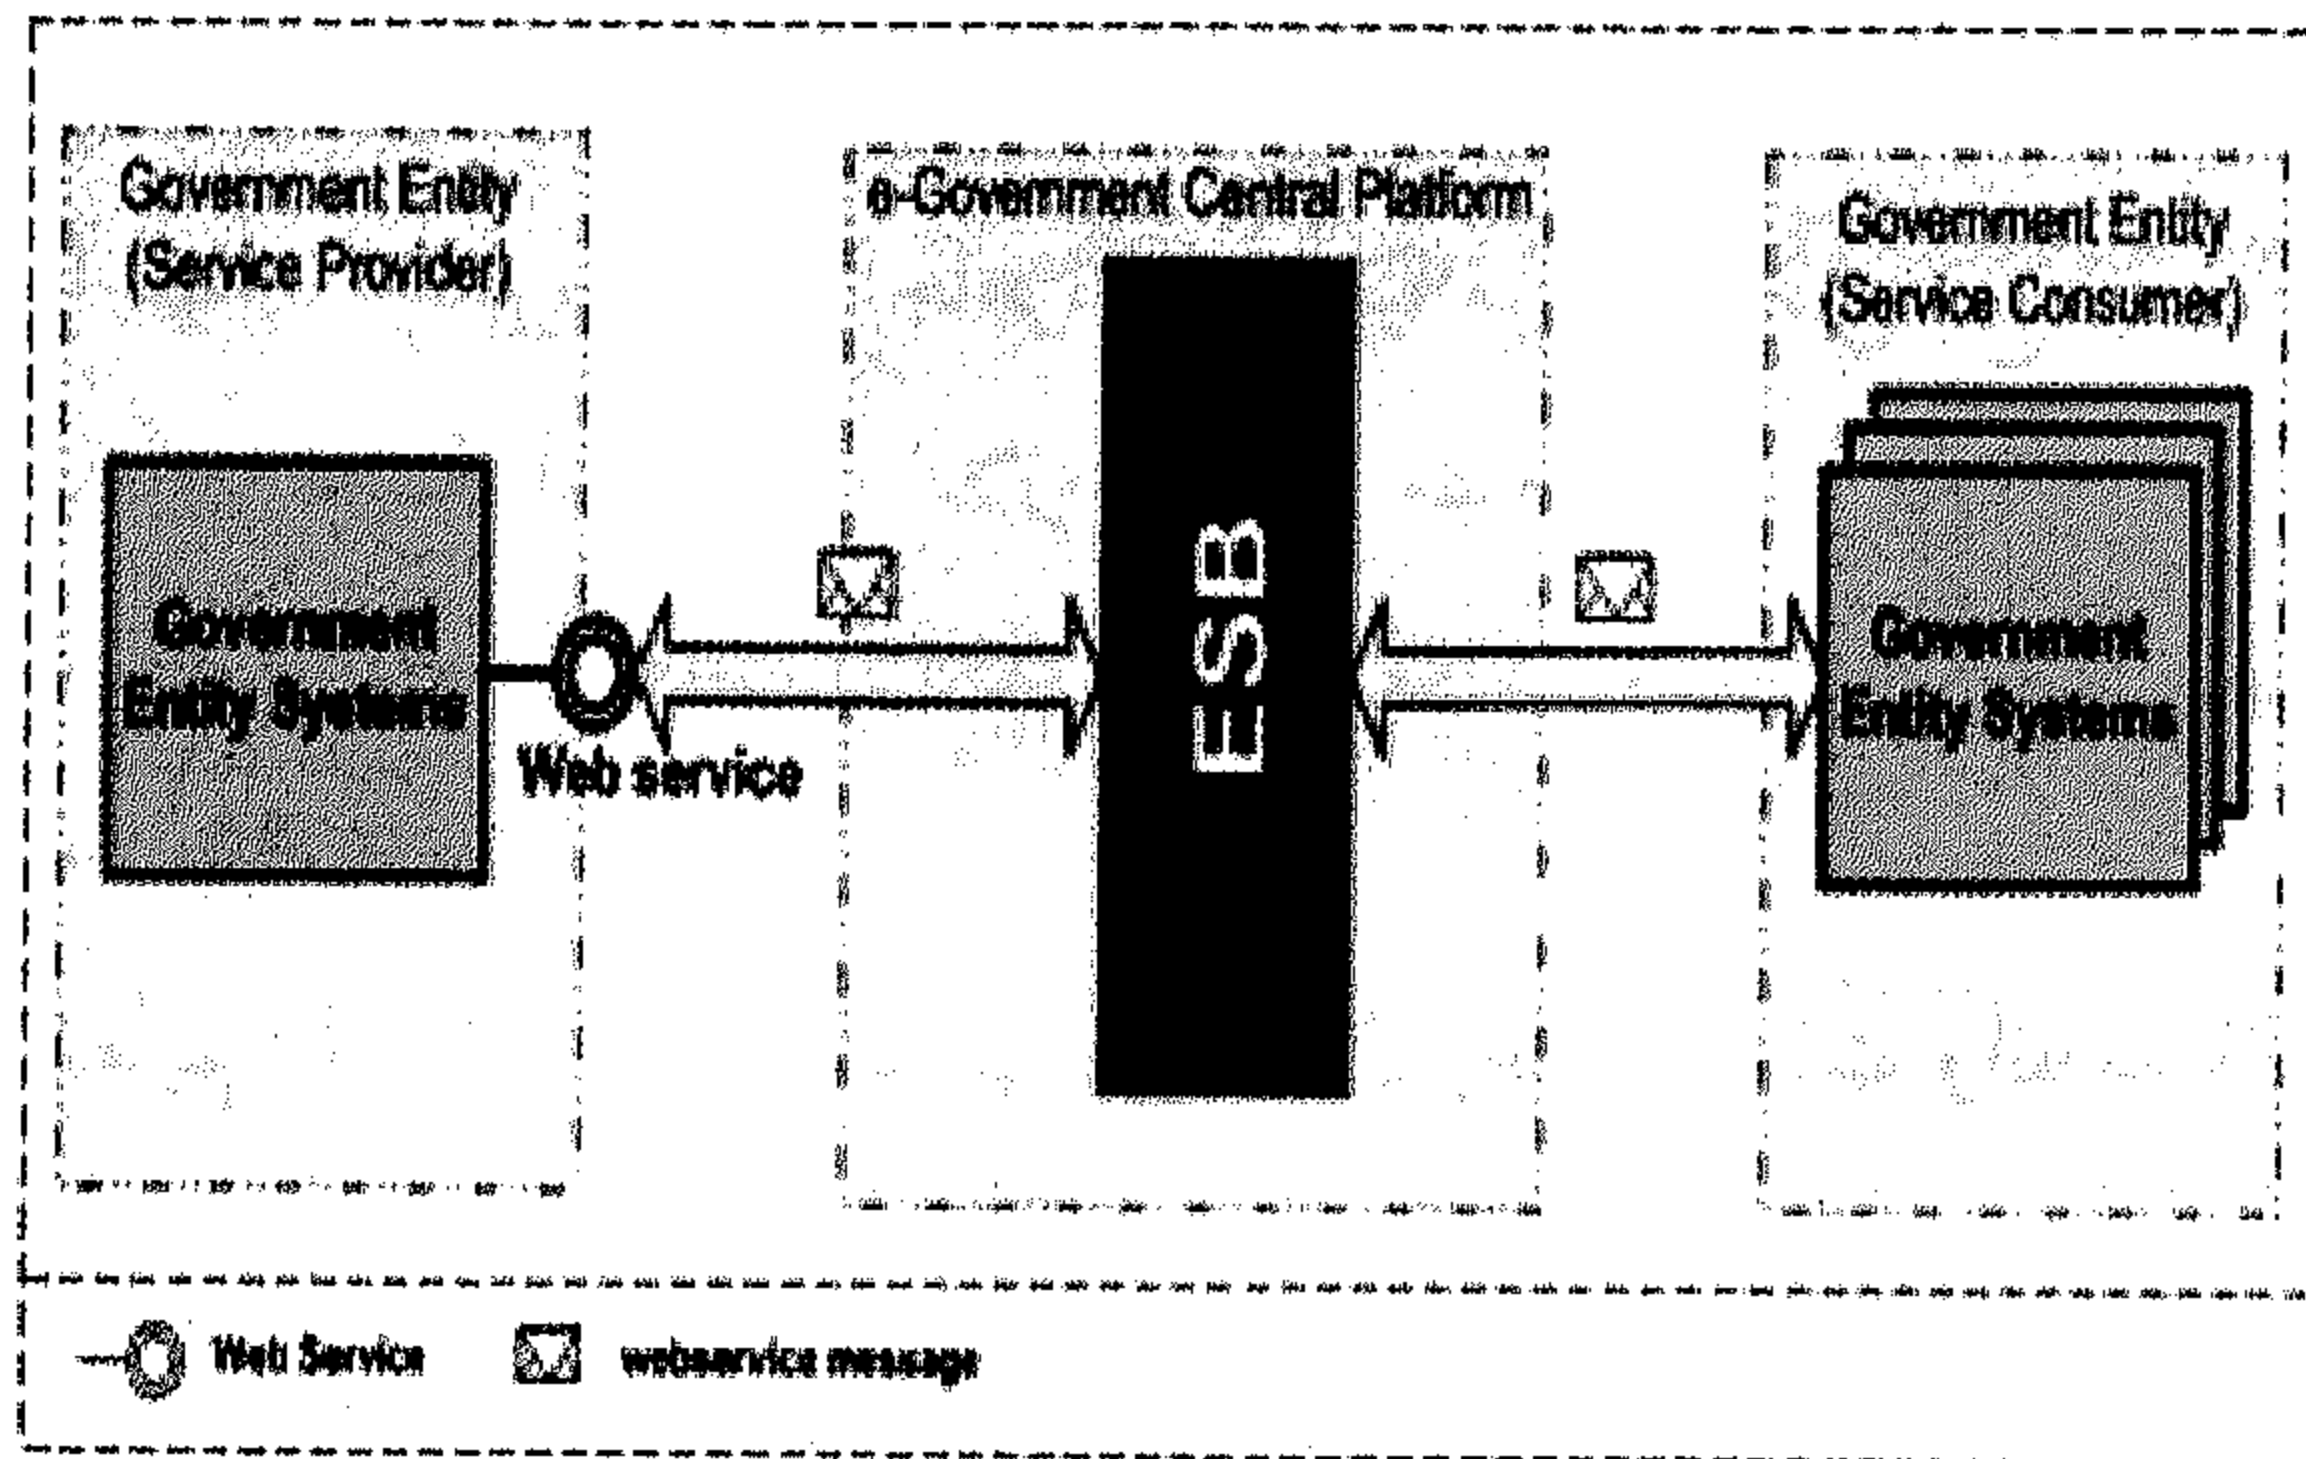 Government Entity
(Service Provider)
e-Government Central Platform
Government Entity
(Service Consumer)
Government
Entity Systems
Web service
ESB
Government
Entity Systems
Web Service
webservice message